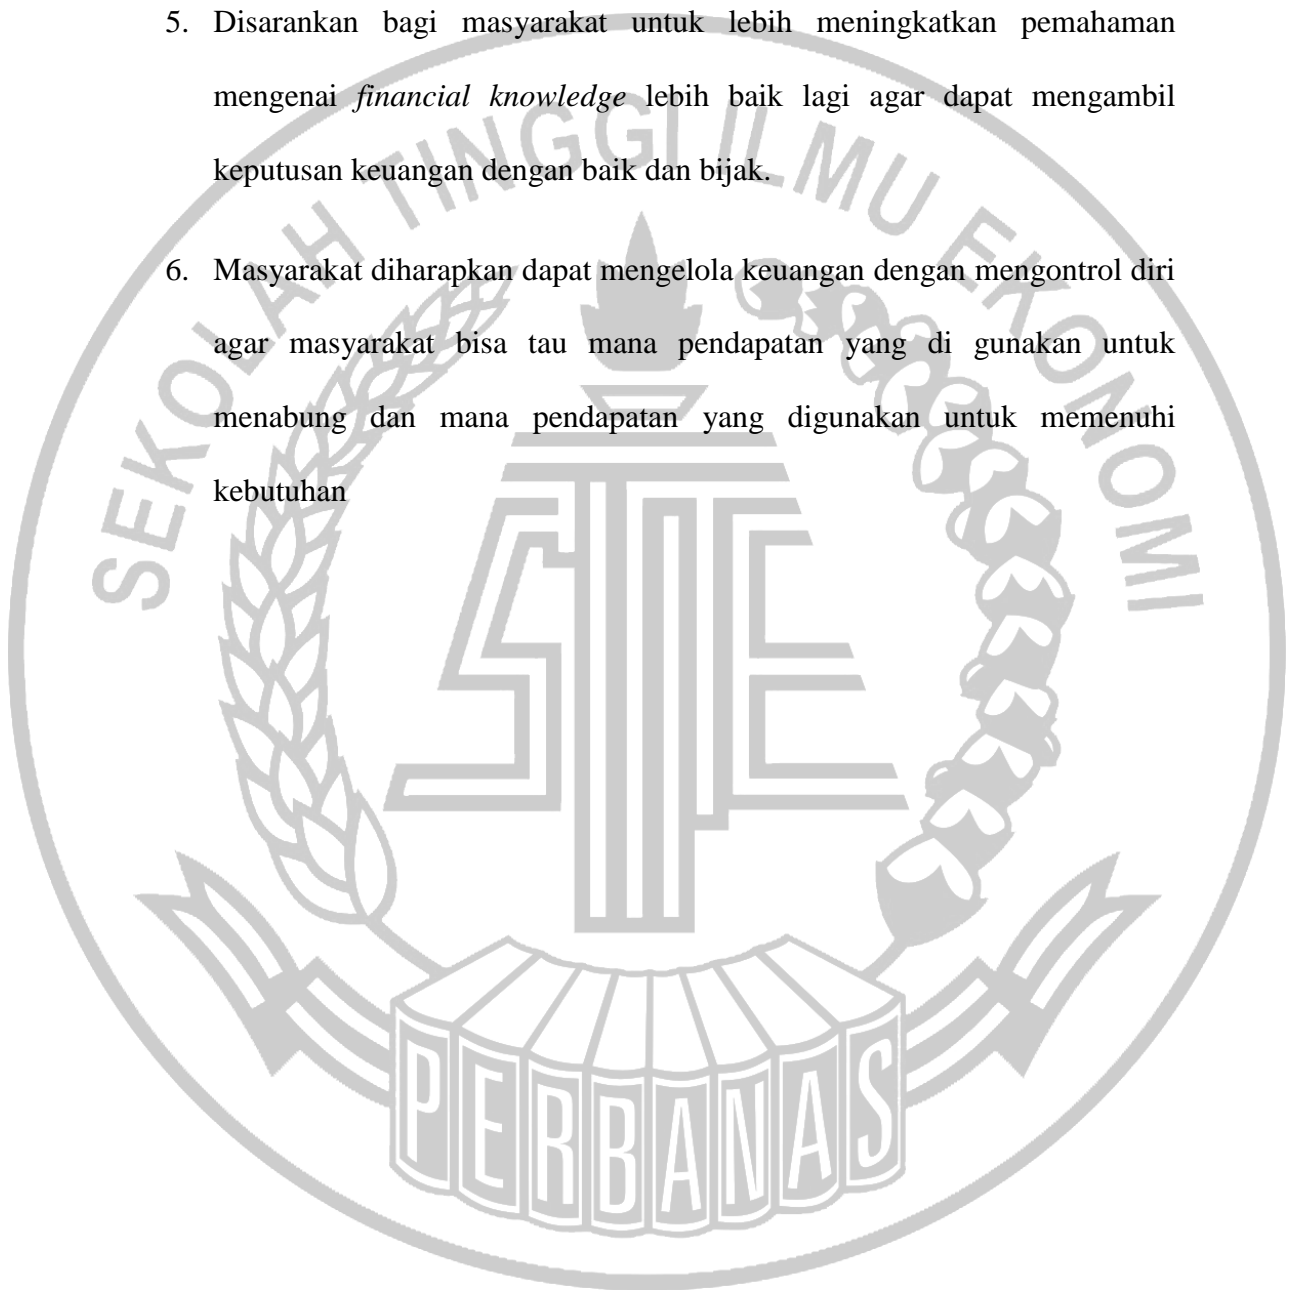 5. Disarankan bagi masyarakat untuk lebih meningkatkan pemahaman
mengenai financial knowledge lebih baik lagi agar dapat mengambil
keputusan keuangan dengan baik dan bijak.
6. Masyarakat diharapkan dapat mengelola keuangan dengan mengontrol diri
agar masyarakat bisa tau mana pendapatan yang di gunakan untuk
menabung dan mana pendapatan yang digunakan untuk memenuhi
kebutuhan
SEKOLAH TINGGI ILMU EKONOMI
STIE
PERBANAS